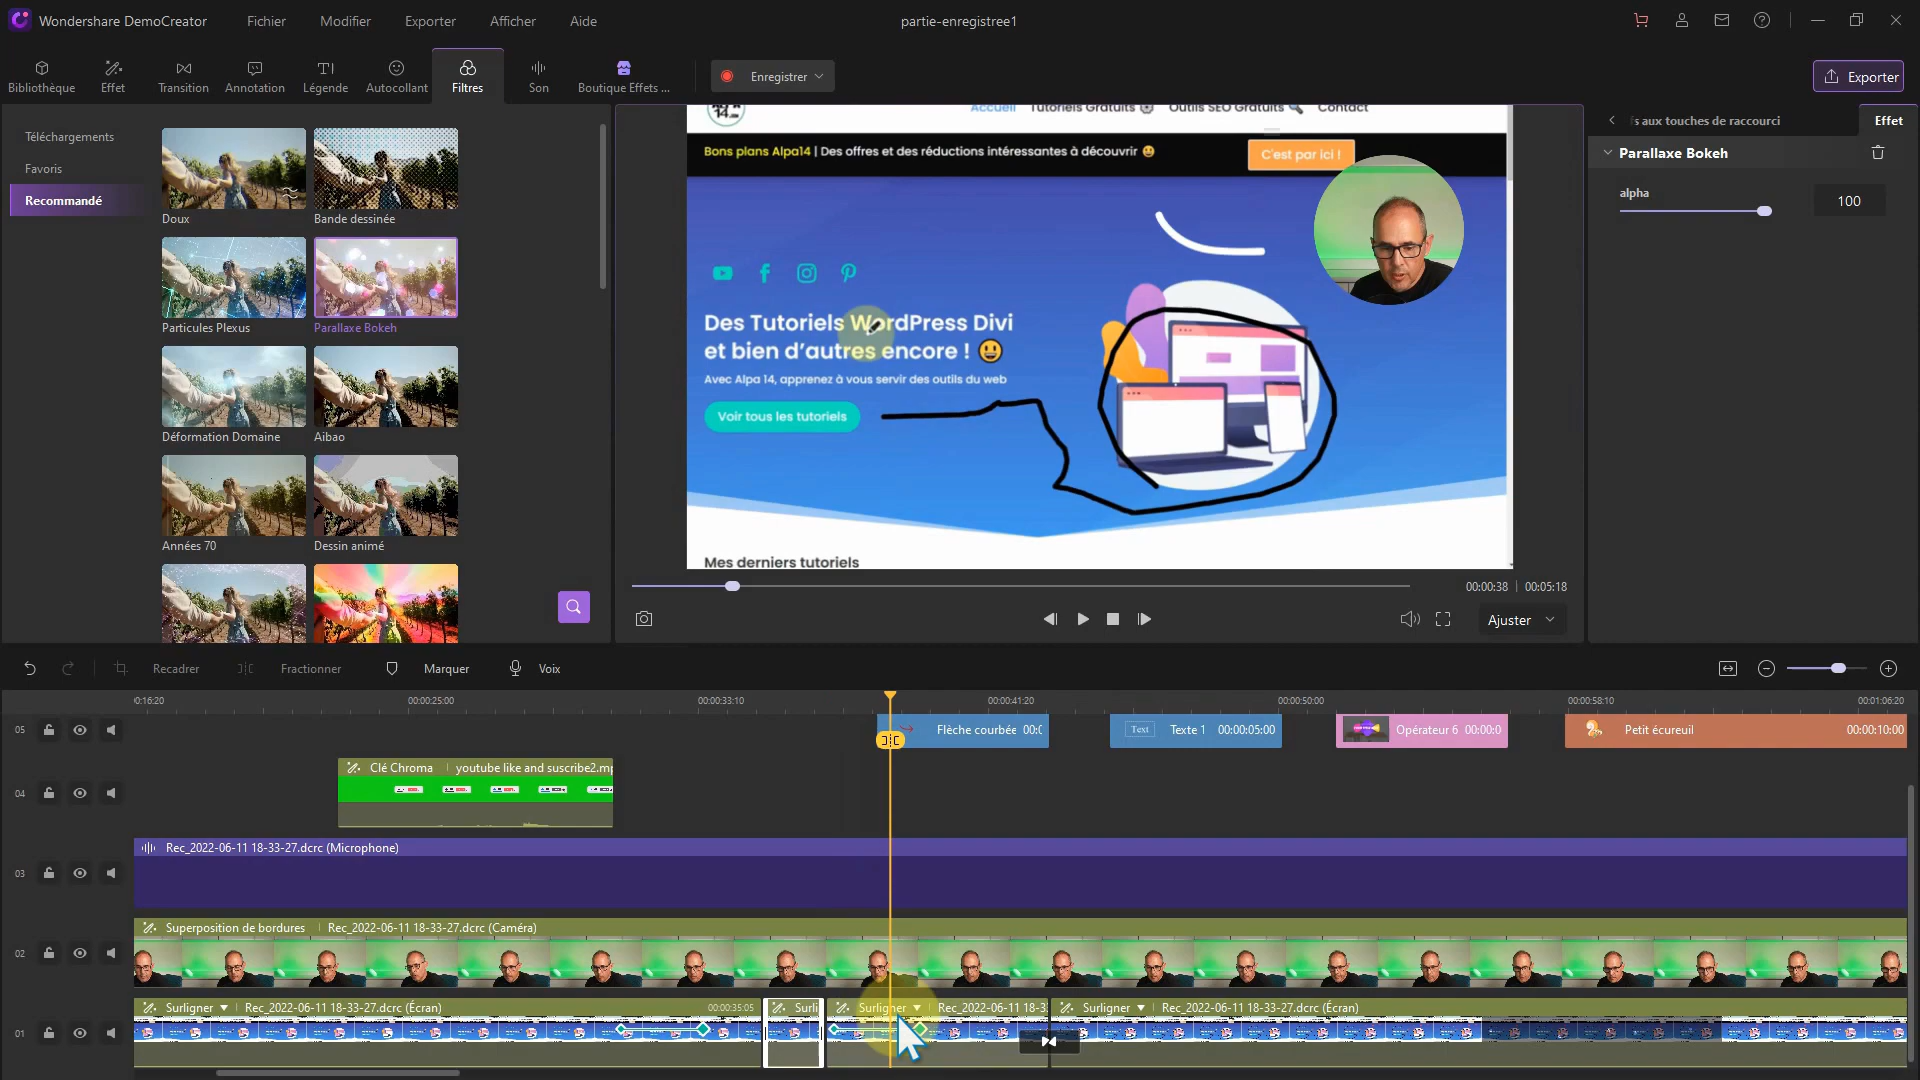 Wondershare DemoCreator
Fichier
Modifier
Exporter
Afficher
Aide
partie-enregistree1
Bibliothèque
Effet
Transition
Annotation
Légende
Autocollant
Filtres
Son
Boutique Effets ...
Enregistrer
Exporter
Téléchargements
Favoris
Recommandé
Doux
Bande dessinée
Particules Plexus
Parallaxe Bokeh
Déformation Domaine
Aibao
Années 70
Dessin animé
Accueil
Tutoriels Gratuits
Outils SEO Gratuits
Contact
Bons plans Alpa14 | Des offres et des réductions intéressantes à découvrir
C'est par ici !
Des Tutoriels WordPress Divi
et bien d'autres encore !
Avec Alpa 14, apprenez à vous servir des outils du web
Voir tous les tutoriels
Mes derniers tutoriels
00:00:38 | 00:05:18
Ajuster
aux touches de raccourci
Effet
Parallaxe Bokeh
alpha
100
Recadrer
Fractionner
Marquer
Voix
00:00:25:00
00:00:33:10
00:00:41:20
00:00:50:00
00:00:58:10
00:01:06:20
05
Flèche courbée
Texte 1 00:00:05:00
Text
Opérateur 6 00:00:0
Petit écureuil 00:00:10:00
04
Clé Chroma
youtube like and suscribe2.mp
03
Rec_2022-06-11 18-33-27.dcrc (Microphone)
02
Superposition de bordures
Rec_2022-06-11 18-33-27.dcrc (Caméra)
01
Surligner
Rec_2022-06-11 18-33-27.dcrc (Écran)
00:00:35:05
Surli
Surligner
Rec_2022-06-11 18-3
Surligner
Rec_2022-06-11 18-33-27.dcrc (Écran)